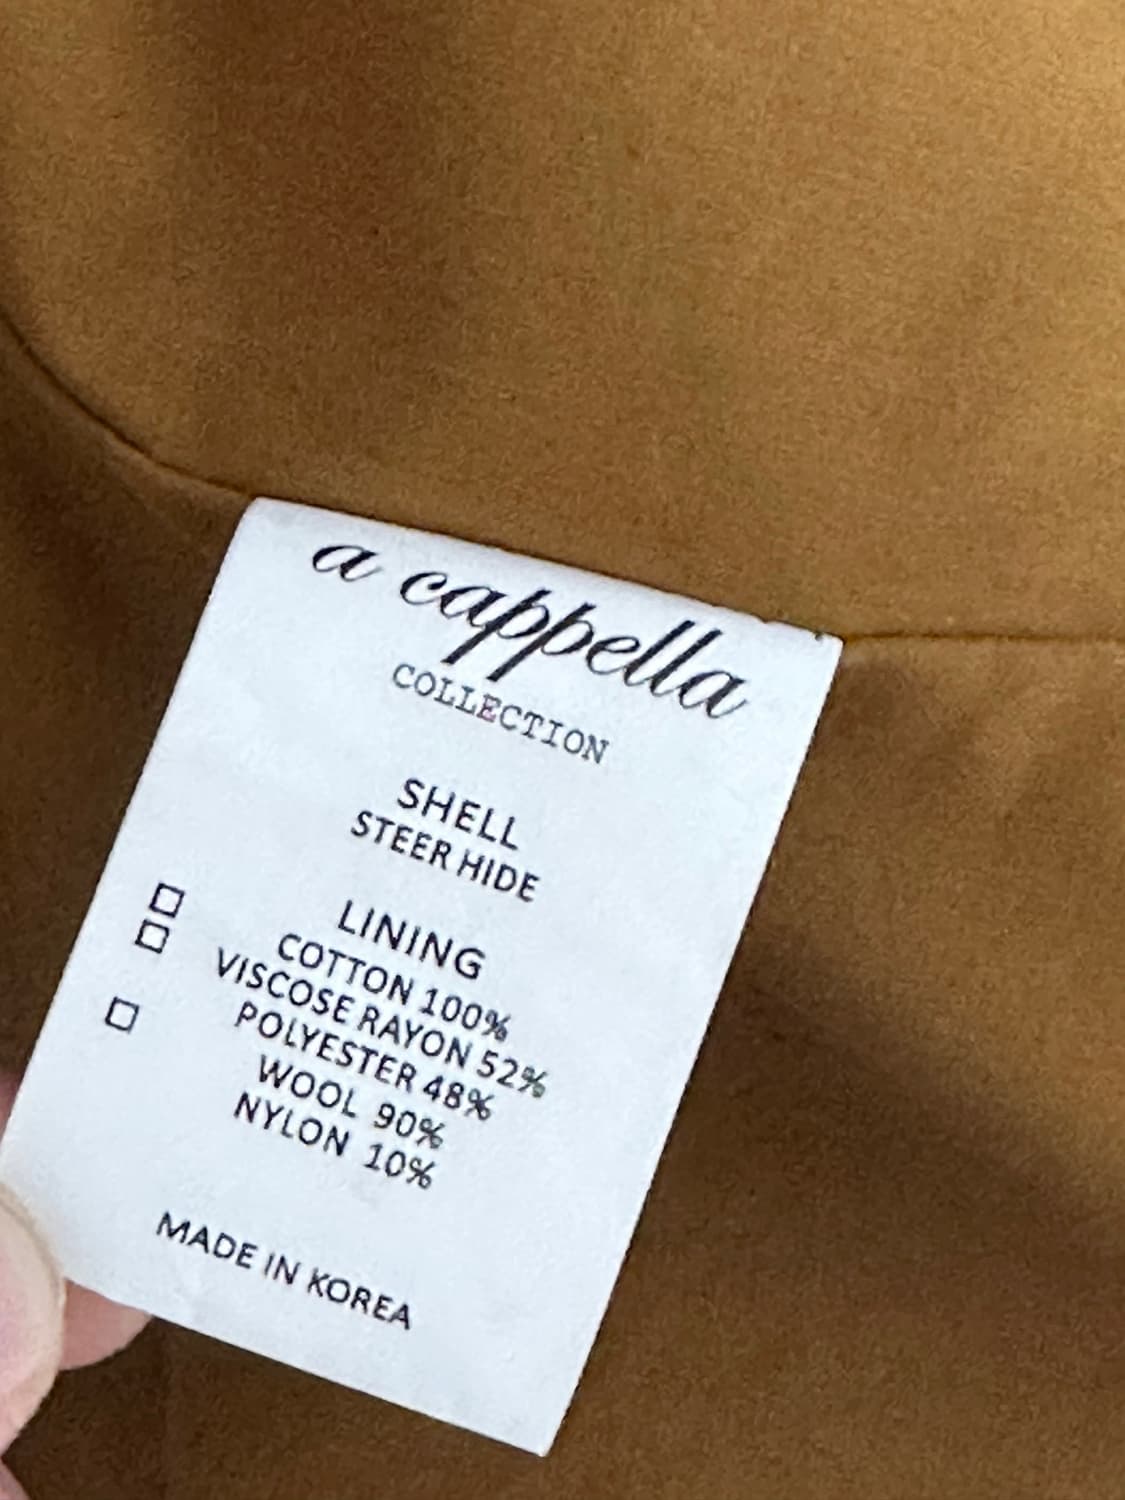 a cappella
COLLECTION
SHELL
STEER HIDE
LINING
☐ COTTON 100%
☐ VISCOSE RAYON 52%
POLYESTER 48%
☐ WOOL 90%
NYLON 10%
MADE IN KOREA